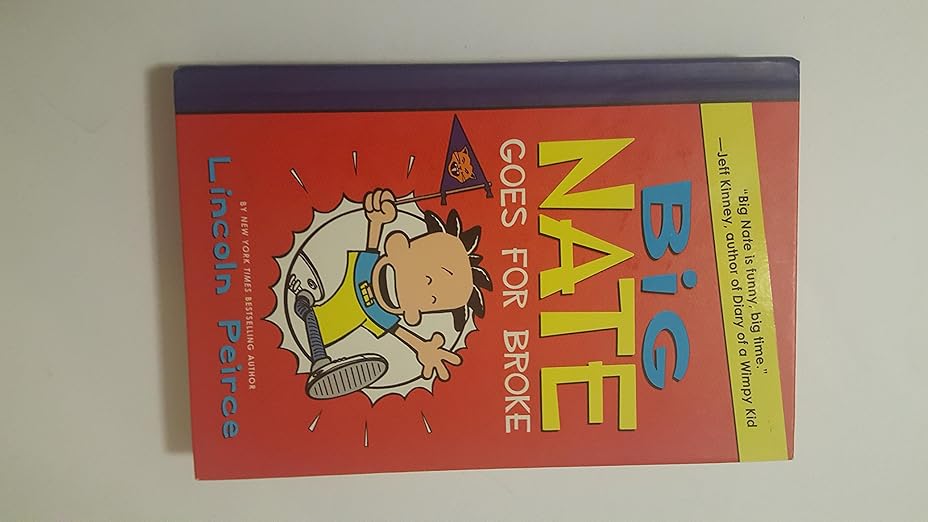 "Big Nate is funny, big time."
—Jeff Kinney, author of Diary of a Wimpy Kid
BiG
NATE
GOES FOR BROKE
BY NEW YORK TIMES BESTSELLING AUTHOR
Lincoln Peirce